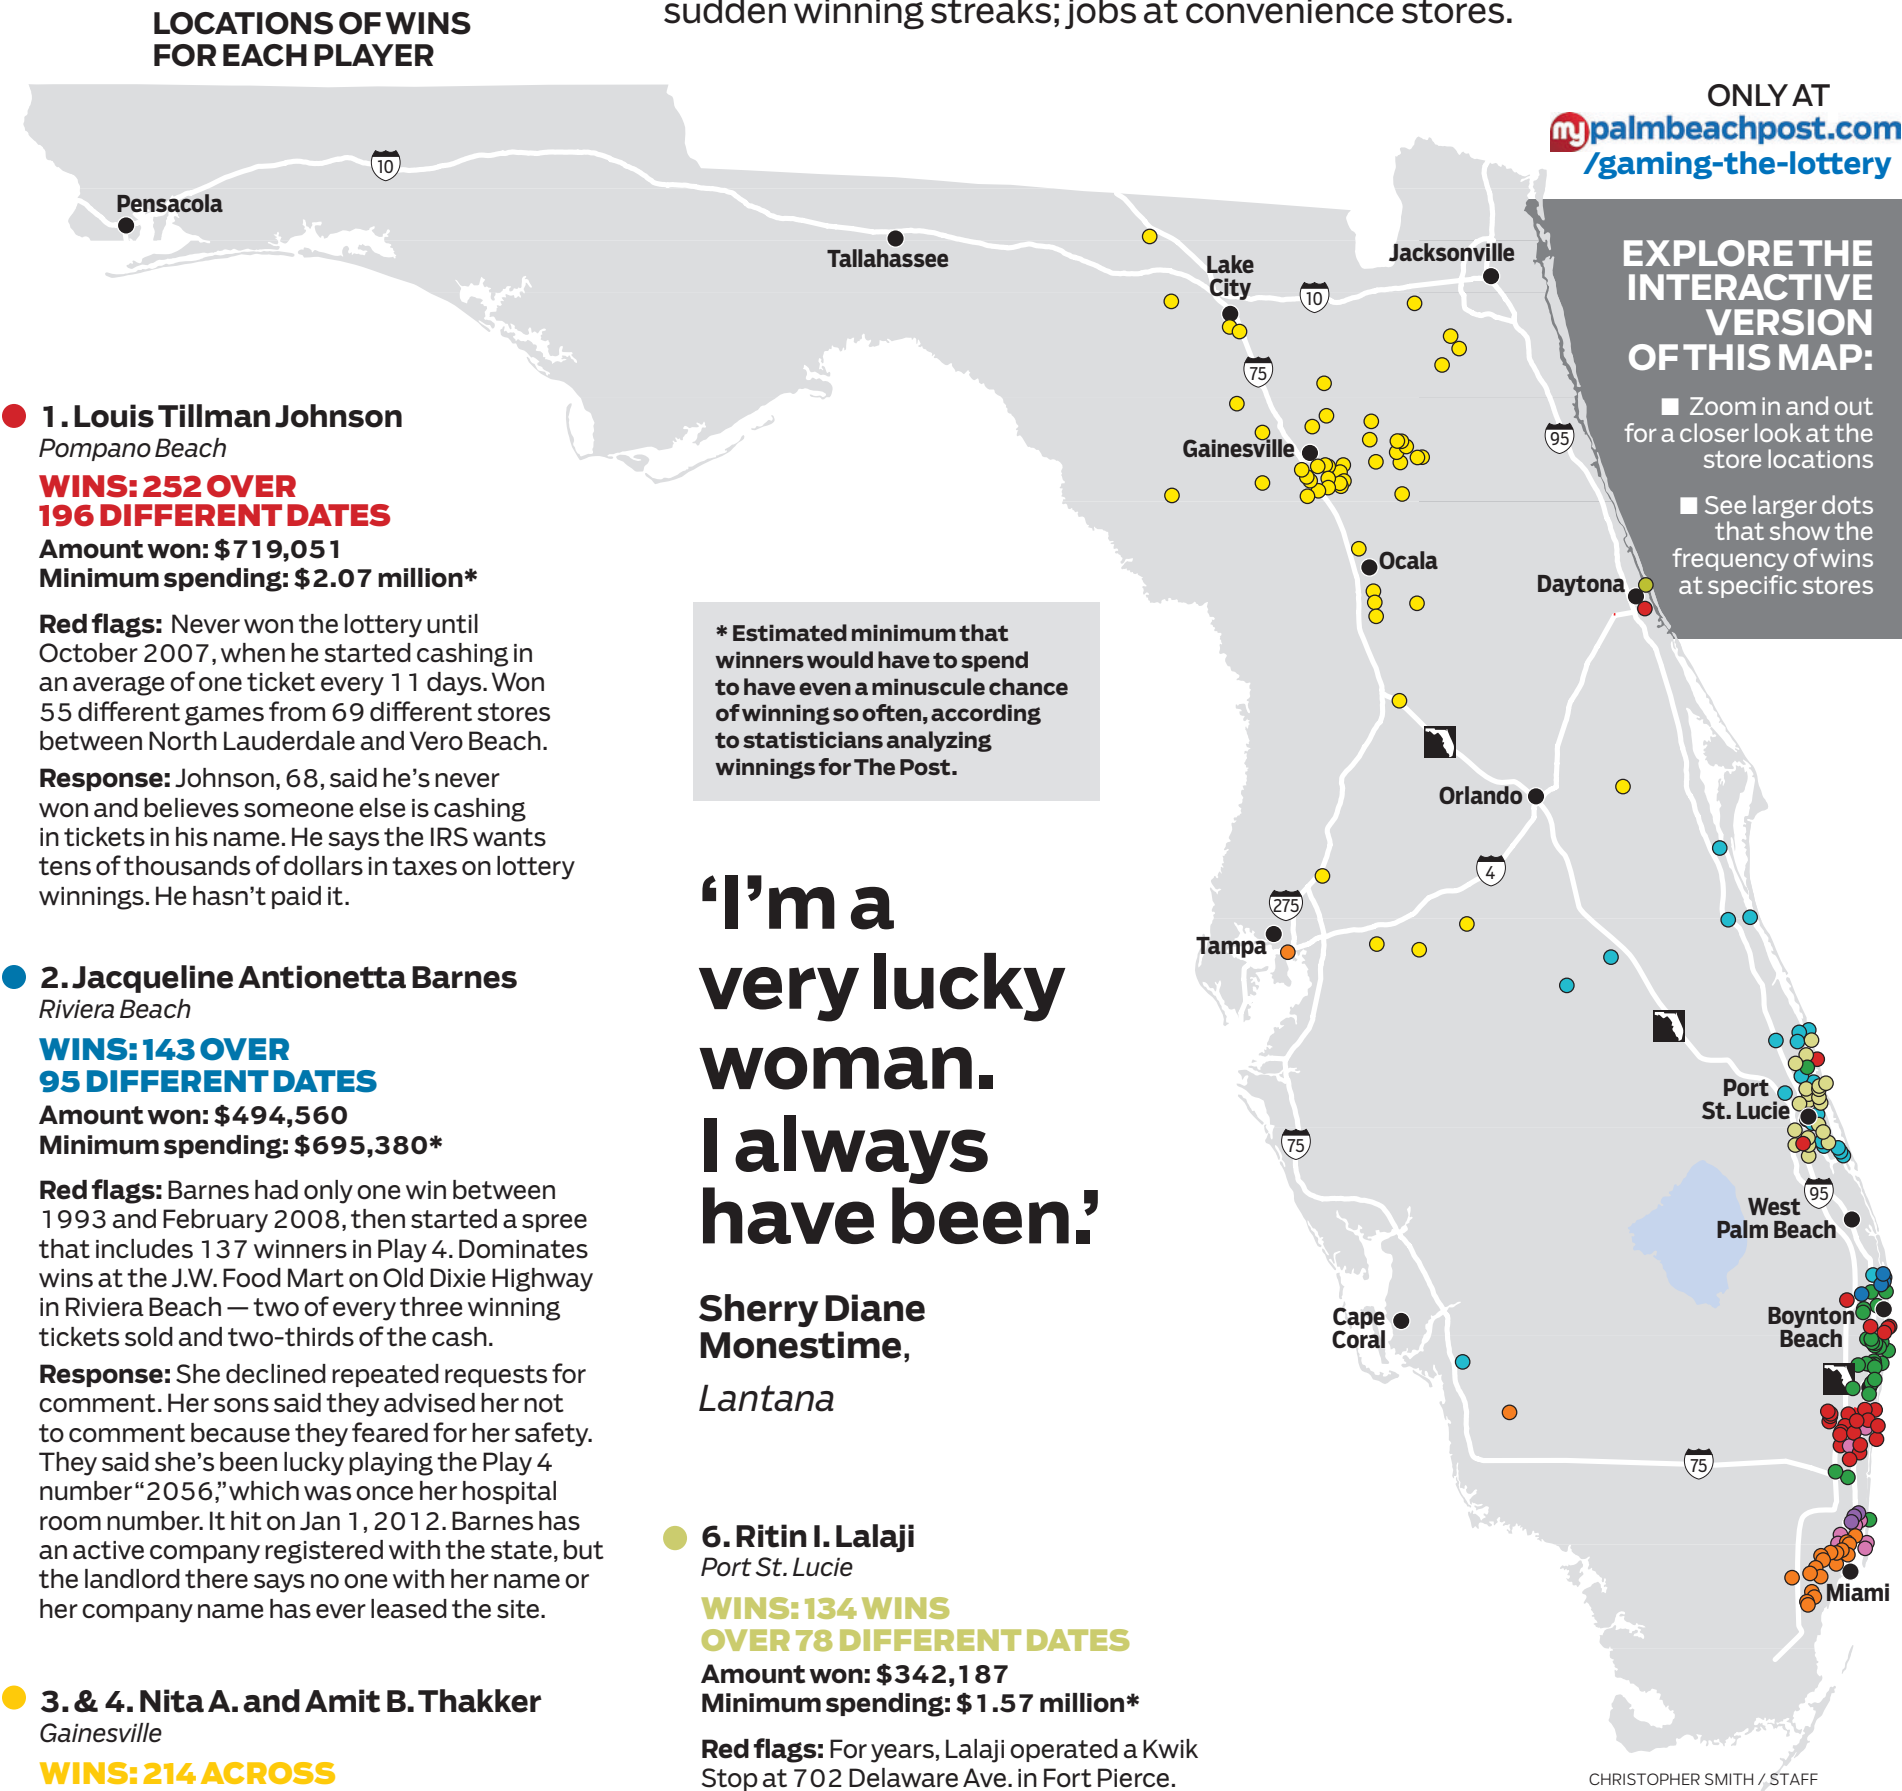 sudden winning streaks; jobs at convenience stores.
LOCATIONS OF WINS
FOR EACH PLAYER
ONLY AT
mypalmbeachpost.com
/gaming-the-lottery
EXPLORE THE
INTERACTIVE
VERSION
OF THIS MAP:
■ Zoom in and out
for a closer look at the
store locations
■ See larger dots
that show the
frequency of wins
at specific stores
10
Pensacola
Tallahassee
Lake
City
10
Jacksonville
75
95
Gainesville
Ocala
Daytona
Orlando
4
275
Tampa
Port
St. Lucie
75
95
West
Palm Beach
Cape
Coral
Boynton
Beach
75
Miami
1. Louis Tillman Johnson
Pompano Beach
WINS: 252 OVER
196 DIFFERENT DATES
Amount won: $719,051
Minimum spending: $2.07 million*
Red flags: Never won the lottery until
October 2007, when he started cashing in
an average of one ticket every 11 days. Won
55 different games from 69 different stores
between North Lauderdale and Vero Beach.
Response: Johnson, 68, said he's never
won and believes someone else is cashing
in tickets in his name. He says the IRS wants
tens of thousands of dollars in taxes on lottery
winnings. He hasn't paid it.
2. Jacqueline Antionetta Barnes
Riviera Beach
WINS: 143 OVER
95 DIFFERENT DATES
Amount won: $494,560
Minimum spending: $695,380*
Red flags: Barnes had only one win between
1993 and February 2008, then started a spree
that includes 137 winners in Play 4. Dominates
wins at the J.W. Food Mart on Old Dixie Highway
in Riviera Beach — two of every three winning
tickets sold and two-thirds of the cash.
Response: She declined repeated requests for
comment. Her sons said they advised her not
to comment because they feared for her safety.
They said she's been lucky playing the Play 4
number “2056,” which was once her hospital
room number. It hit on Jan 1, 2012. Barnes has
an active company registered with the state, but
the landlord there says no one with her name or
her company name has ever leased the site.
3. & 4. Nita A. and Amit B. Thakker
Gainesville
WINS: 214 ACROSS
* Estimated minimum that
winners would have to spend
to have even a minuscule chance
of winning so often, according
to statisticians analyzing
winnings for The Post.
‘I’m a
very lucky
woman.
I always
have been.’
Sherry Diane
Monestime,
Lantana
6. Ritin I. Lalaji
Port St. Lucie
WINS: 134 WINS
OVER 78 DIFFERENT DATES
Amount won: $342,187
Minimum spending: $1.57 million*
Red flags: For years, Lalaji operated a Kwik
Stop at 702 Delaware Ave. in Fort Pierce.
CHRISTOPHER SMITH / STAFF